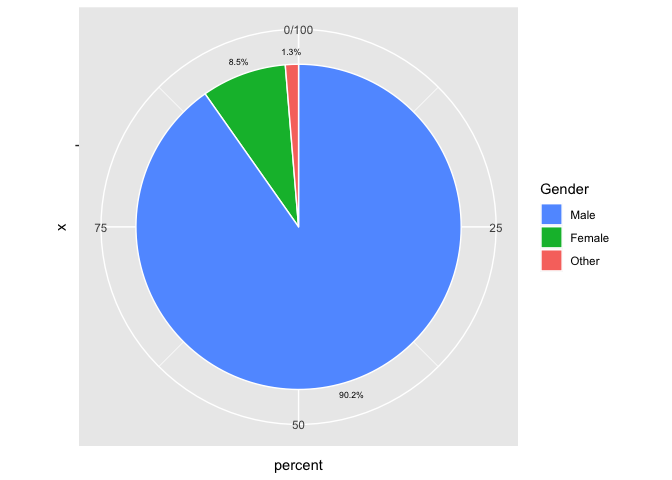 0/100
1.3%
8.5%
75
25
x
90.2%
50
percent
Gender
Male
Female
Other